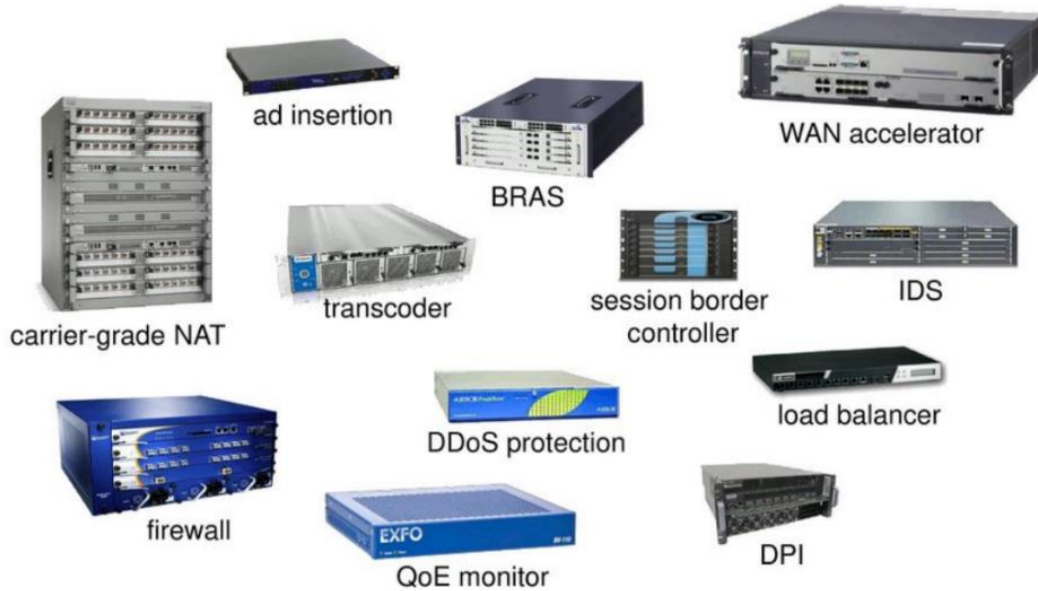 ad insertion
WAN accelerator
BRAS
carrier-grade NAT
transcoder
session border
controller
IDS
load balancer
DDoS protection
firewall
EXFO
QoE monitor
DPI